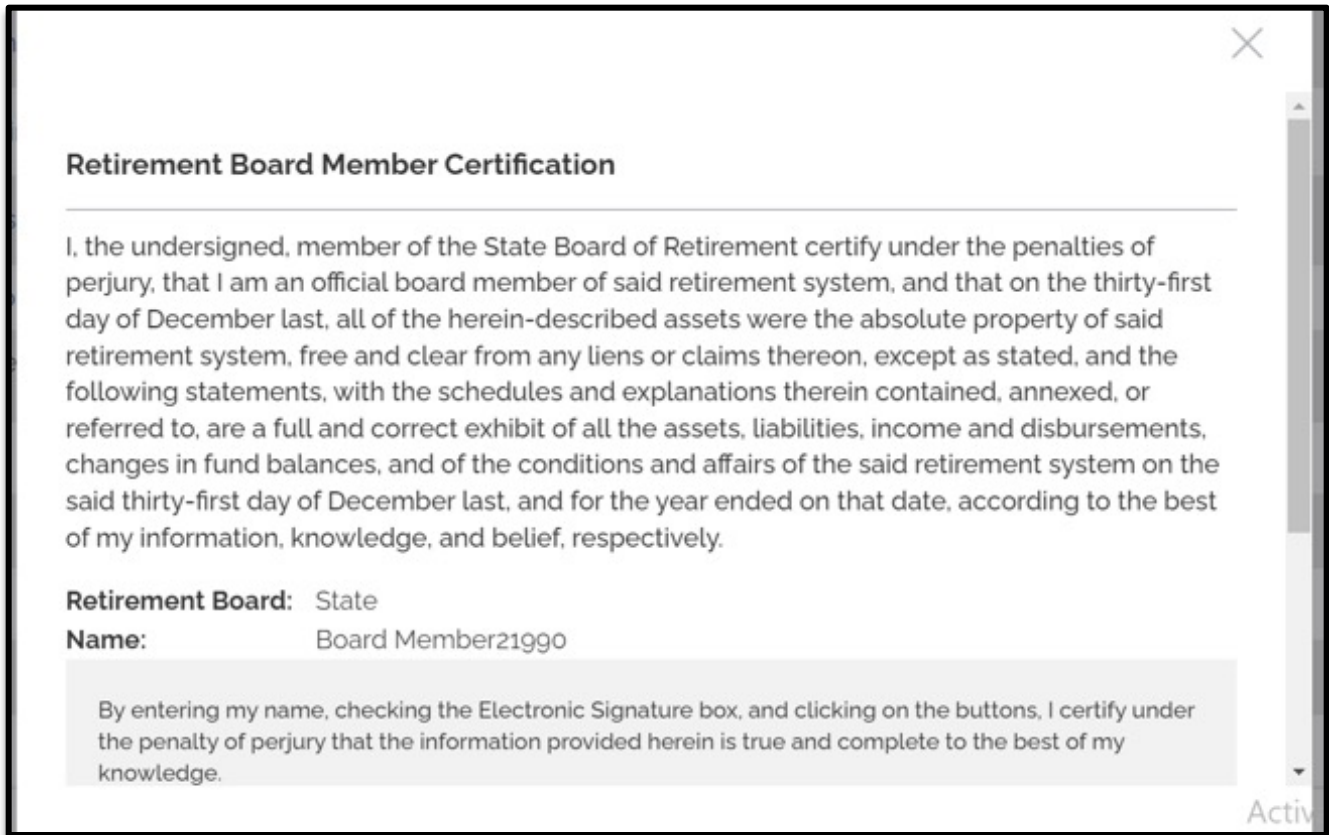 Retirement Board Member Certification
I, the undersigned, member of the State Board of Retirement certify under the penalties of
perjury, that I am an official board member of said retirement system, and that on the thirty-first
day of December last, all of the herein-described assets were the absolute property of said
retirement system, free and clear from any liens or claims thereon, except as stated, and the
following statements, with the schedules and explanations therein contained, annexed, or
referred to, are a full and correct exhibit of all the assets, liabilities, income and disbursements,
changes in fund balances, and of the conditions and affairs of the said retirement system on the
said thirty-first day of December last, and for the year ended on that date, according to the best
of my information, knowledge, and belief, respectively.
Retirement Board: State
Name: Board Member21990
By entering my name, checking the Electronic Signature box, and clicking on the buttons, I certify under
the penalty of perjury that the information provided herein is true and complete to the best of my
knowledge.
Activ